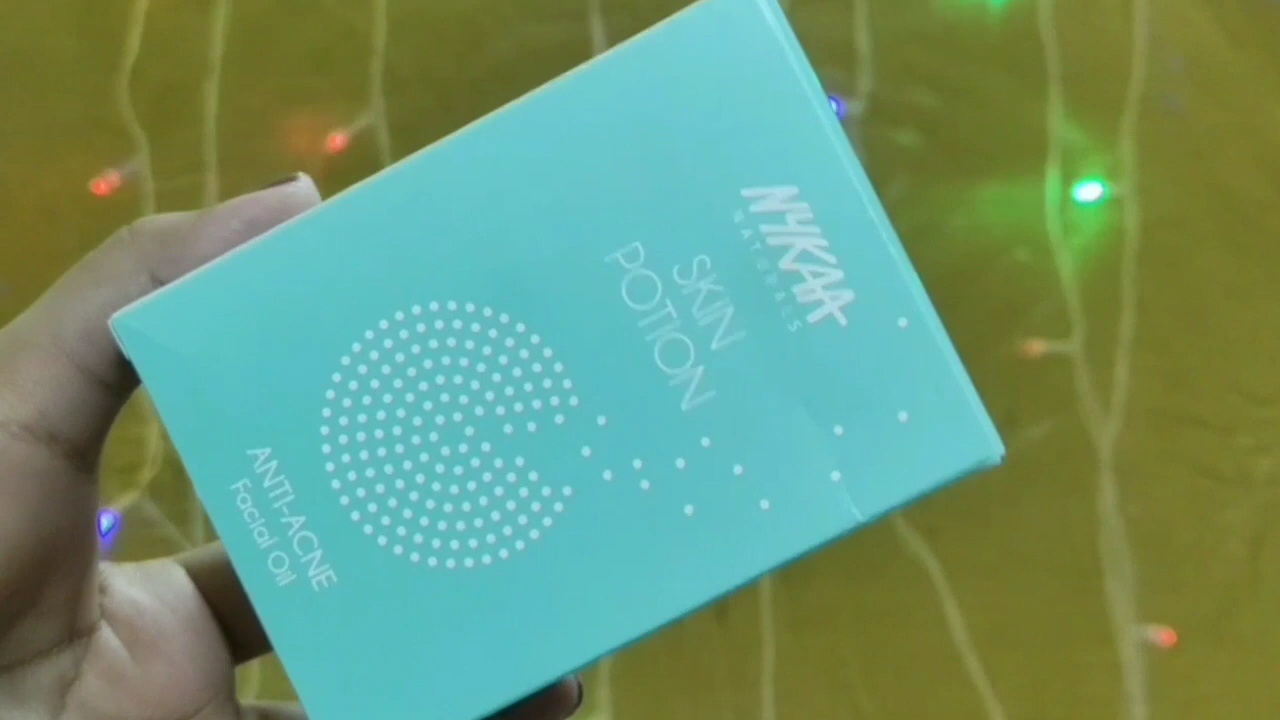 NYKAA
NATURALS
SKIN
POTION
ANTI-ACNE
Facial Oil